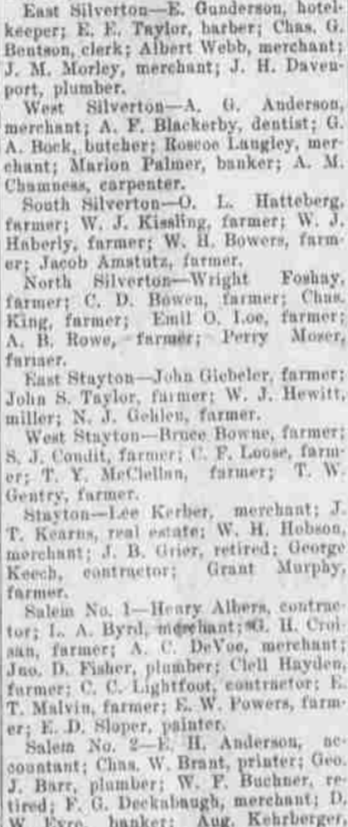 East Silverton—E. Gunderson, hotel-
keeper; E. E. Taylor, barber; Chas. G.
Bentson, clerk; Albert Webb, merchant;
J. M. Morley, merchant; J. H. Daven-
port, plumber.
West Silverton—A. G. Anderson,
merchant; A. F. Blackerby, dentist; G.
A. Bock, butcher; Roscoe Langley, mer-
chant; Marion Palmer, banker; A. M.
Chamness, carpenter.
South Silverton—O. L. Hatteberg,
farmer; W. J. Kissling, farmer; W. J.
Haberly, farmer; W. H. Bowers, farm-
er; Jacob Amstutz, farmer.
North Silverton—Wright Foshay,
farmer; C. D. Bowen, farmer; Chas.
King, farmer; Emil O. Loe, farmer;
A. B. Rowe, farmer; Perry Moser,
farmer.
East Stayton—John Giebeler, farmer;
John S. Taylor, farmer; W. J. Hewitt,
miller; N. J. Gehlen, farmer.
West Stayton—Bruce Bowne, farmer;
S. J. Condit, farmer; C. F. Loose, farm-
er; T. Y. McClellan, farmer; T. W.
Gentry, farmer.
Stayton—Lee Kerber, merchant; J.
T. Kearns, real estate; W. H. Hobson,
merchant; J. B. Grier, retired; George
Keech, contractor; Grant Murphy,
farmer.
Salem No. 1—Henry Albers, contrac-
tor; L. A. Byrd, merchant; G. H. Croi-
san, farmer; A. C. DeVoe, merchant;
Jno. D. Fisher, plumber; Clell Hayden,
farmer; C. C. Lightfoot, contractor; E.
T. Malvin, farmer; E. W. Powers, farm-
er; E. D. Sloper, painter.
Salem No. 2—E. H. Anderson, ac-
countant; Chas. W. Brant, printer; Geo.
J. Barr, plumber; W. F. Buchner, re-
tired; F. G. Deckabaugh, merchant; D.
W. Eyre, banker; Aug. Kehrberger,